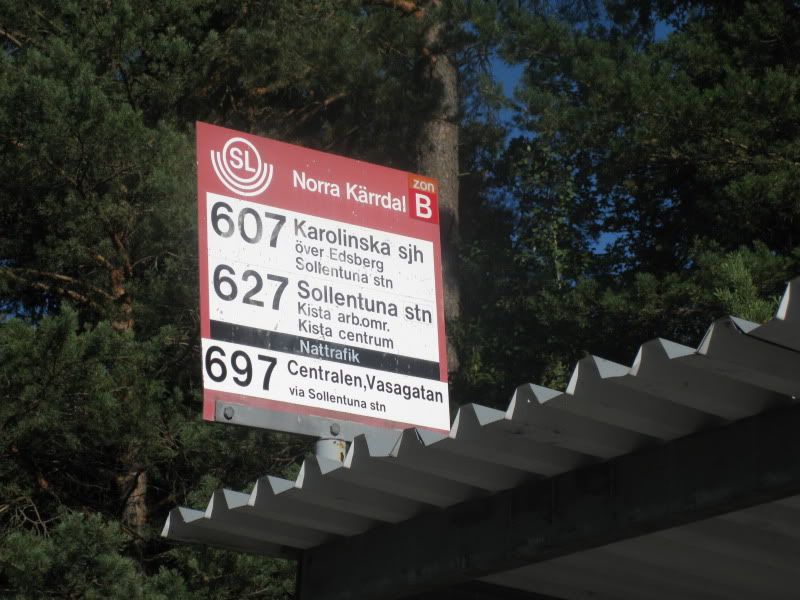 SL
Norra Kärrdal
zon
B
607 Karolinska sjh
över Edsberg
Sollentuna stn
627 Sollentuna stn
Kista arb.omr.
Kista centrum
Nattrafik
697 Centralen,Vasagatan
via Sollentuna stn